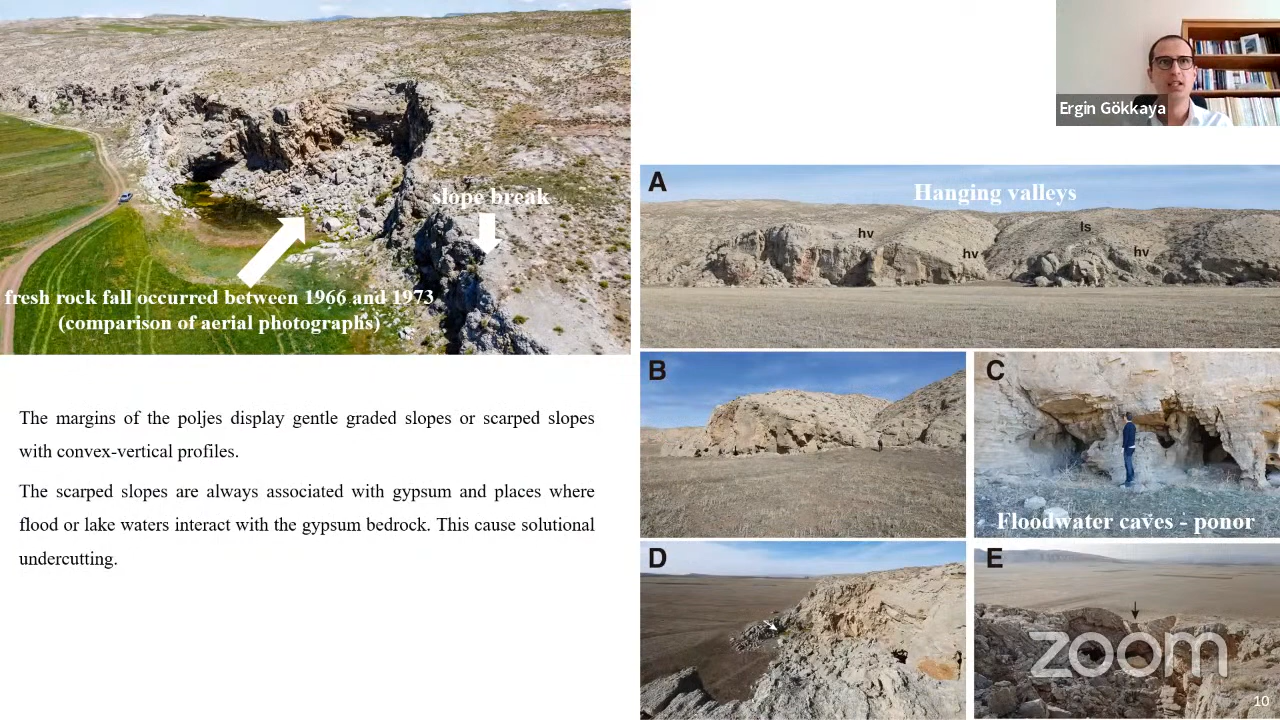 Ergin Gökkaya
slope break
fresh rock fall occurred between 1966 and 1973
(comparison of aerial photographs)
The margins of the poljes display gentle graded slopes or scarped slopes
with convex-vertical profiles.
The scarped slopes are always associated with gypsum and places where
flood or lake waters interact with the gypsum bedrock. This cause solutional
undercutting.
A
Hanging valleys
hv
ls
hv
hv
B
C
Floodwater caves - ponor
D
E
zoom
10